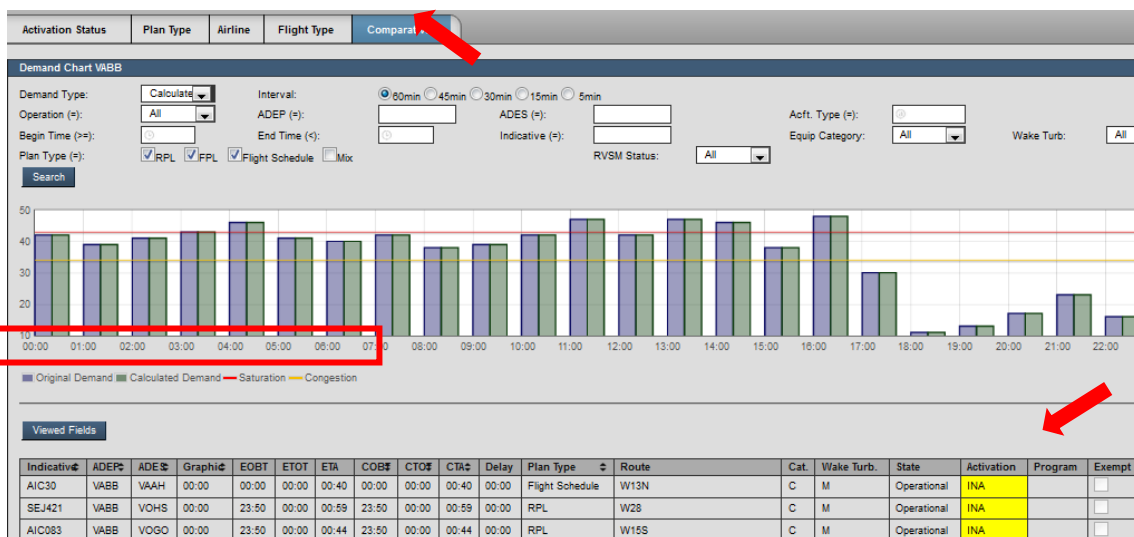 Activation Status Plan Type Airline Flight Type
Demand Chart VABB
Demand Type: Calculate Interval: 60min 45min 30min 15min 5min
Operation (=): All ADEP (=): ADES (=): Acft. Type (=):
Begin Time (>=): End Time (<): Indicative (=): Equip Category: All Wake Turb: All
Plan Type (=): RPL FPL Flight Schedule Mix RVSM Status: All
Search
50
40
30
20
10
00:00 01:00 02:00 03:00 04:00 05:00 06:00 07:00 08:00 09:00 10:00 11:00 12:00 13:00 14:00 15:00 16:00 17:00 18:00 19:00 20:00 21:00 22:00
Original Demand Calculated Demand Saturation Congestion
Viewed Fields
Indicative ADEP ADES Graphic EOBT ETOT ETA COBT CTOT CTA Delay Plan Type Route Cat. Wake Turb. State Activation Program Exempt
AIC30 VABB VAAH 00:00 00:00 00:00 00:40 00:00 00:00 00:40 00:00 Flight Schedule W13N C M Operational INA
SEJ421 VABB VOHS 00:00 23:50 00:00 00:59 23:50 00:00 00:59 00:00 RPL W28 C M Operational INA
AIC083 VABB VOGO 00:00 23:50 00:00 00:44 23:50 00:00 00:44 00:00 RPL W15S C M Operational INA